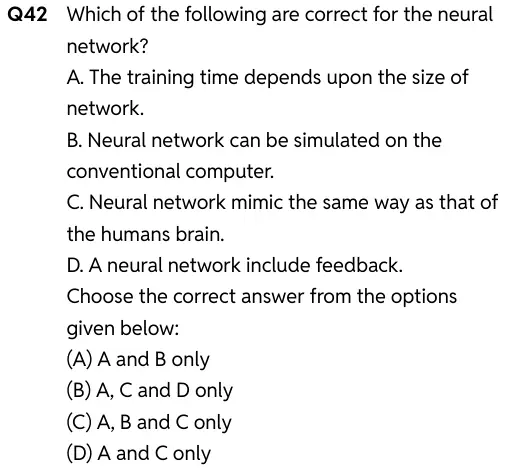 Q42 Which of the following are correct for the neural
network?
A. The training time depends upon the size of
network.
B. Neural network can be simulated on the
conventional computer.
C. Neural network mimic the same way as that of
the humans brain.
D. A neural network include feedback.
Choose the correct answer from the options
given below:
(A) A and B only
(B) A, C and D only
(C) A, B and C only
(D) A and C only